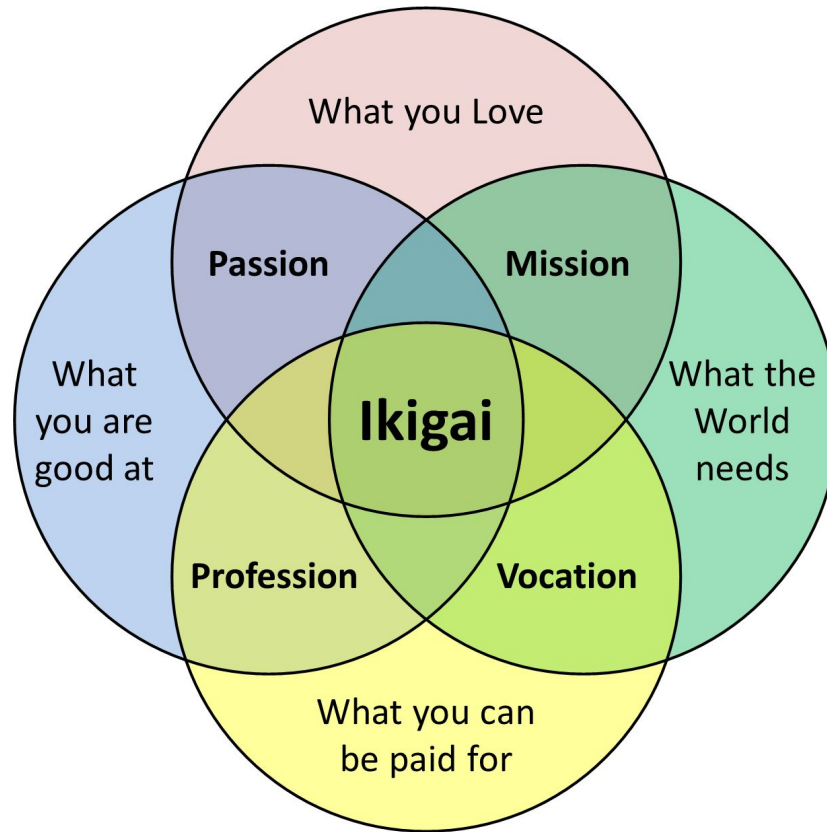 What you Love
Passion
Mission
What
you are
good at
Ikigai
What the
World
needs
Profession
Vocation
What you can
be paid for